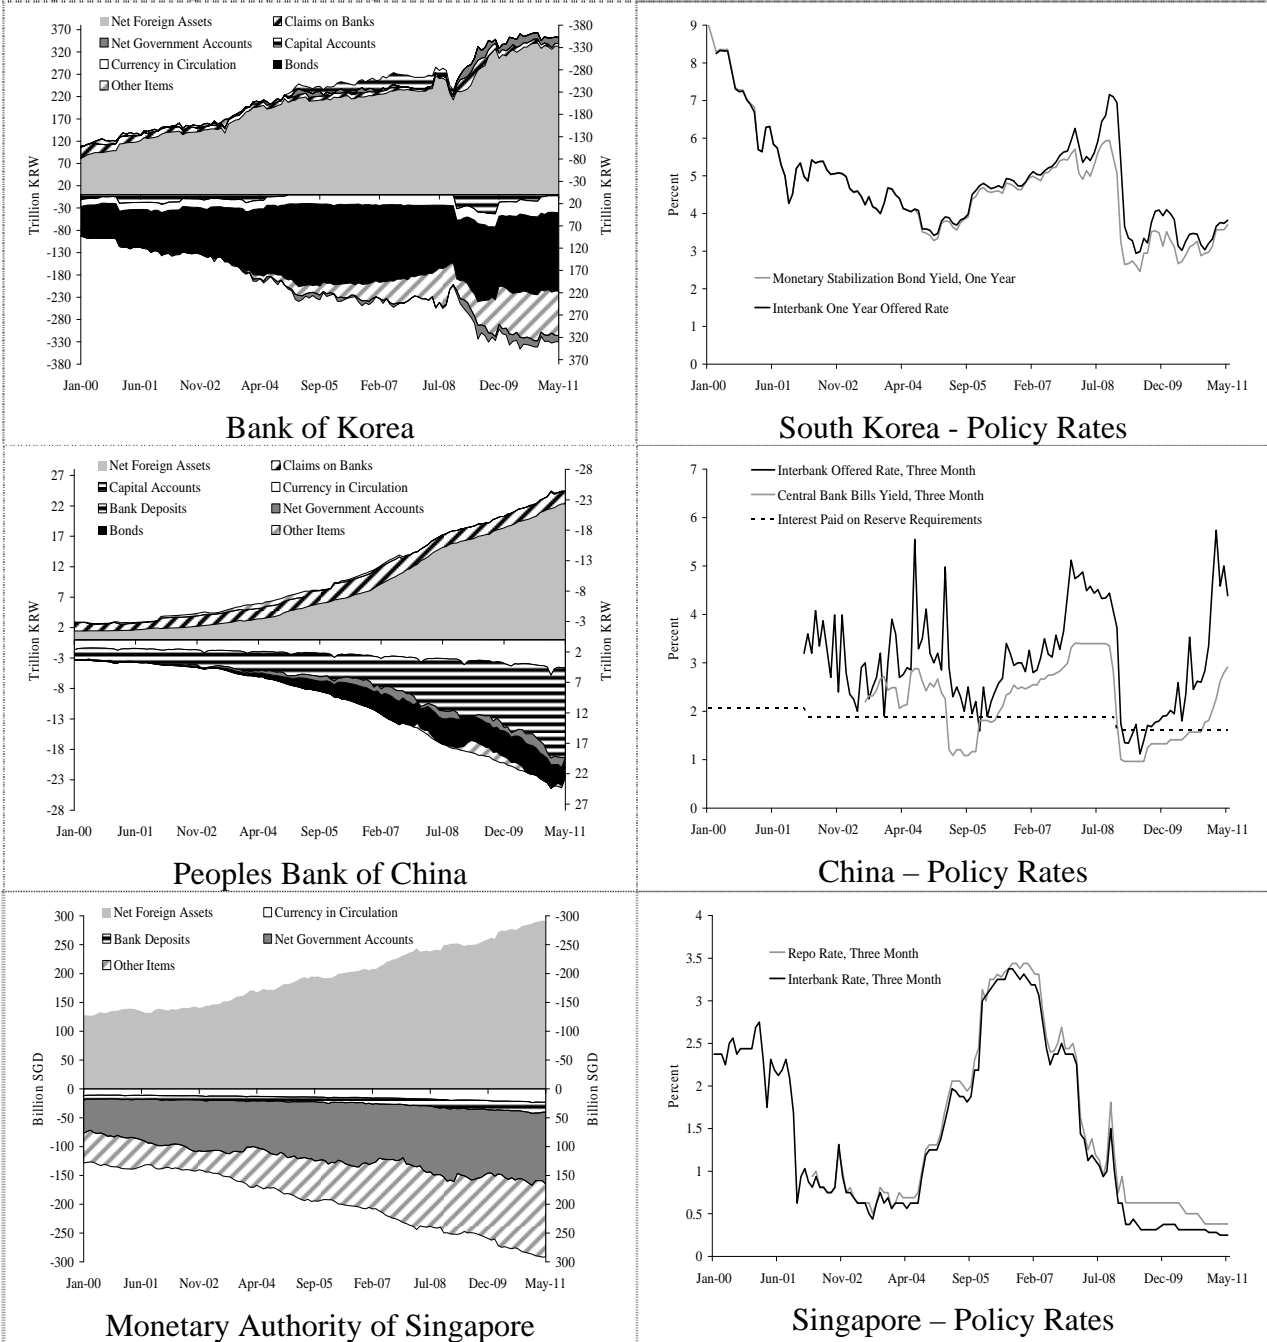 Net Foreign Assets
Claims on Banks
Net Government Accounts
Capital Accounts
Currency in Circulation
Bonds
Other Items
370
320
270
220
170
120
70
20
-30
-80
-130
-180
-230
-280
-330
-380
Trillion KRW
-380
-330
-280
-230
-180
-130
-80
-30
20
70
120
170
220
270
320
370
Trillion KRW
Jan-00 Jun-01 Nov-02 Apr-04 Sep-05 Feb-07 Jul-08 Dec-09 May-11
Bank of Korea
9
8
7
6
5
4
3
2
1
0
Percent
Monetary Stabilization Bond Yield, One Year
Interbank One Year Offered Rate
Jan-00 Jun-01 Nov-02 Apr-04 Sep-05 Feb-07 Jul-08 Dec-09 May-11
South Korea - Policy Rates
Net Foreign Assets
Claims on Banks
Capital Accounts
Currency in Circulation
Bank Deposits
Net Government Accounts
Bonds
Other Items
27
22
17
12
7
2
-3
-8
-13
-18
-23
-28
Trillion KRW
-28
-23
-18
-13
-8
-3
2
7
12
17
22
27
Trillion KRW
Jan-00 Jun-01 Nov-02 Apr-04 Sep-05 Feb-07 Jul-08 Dec-09 May-11
Peoples Bank of China
7
6
5
4
3
2
1
0
Percent
Interbank Offered Rate, Three Month
Central Bank Bills Yield, Three Month
Interest Paid on Reserve Requirements
Jan-00 Jun-01 Nov-02 Apr-04 Sep-05 Feb-07 Jul-08 Dec-09 May-11
China – Policy Rates
Net Foreign Assets
Currency in Circulation
Bank Deposits
Net Government Accounts
Other Items
300
250
200
150
100
50
0
-50
-100
-150
-200
-250
-300
Billion SGD
-300
-250
-200
-150
-100
-50
0
50
100
150
200
250
300
Billion SGD
Jan-00 Jun-01 Nov-02 Apr-04 Sep-05 Feb-07 Jul-08 Dec-09 May-11
Monetary Authority of Singapore
4
3.5
3
2.5
2
1.5
1
0.5
0
Percent
Repo Rate, Three Month
Interbank Rate, Three Month
Jan-00 Jun-01 Nov-02 Apr-04 Sep-05 Feb-07 Jul-08 Dec-09 May-11
Singapore – Policy Rates